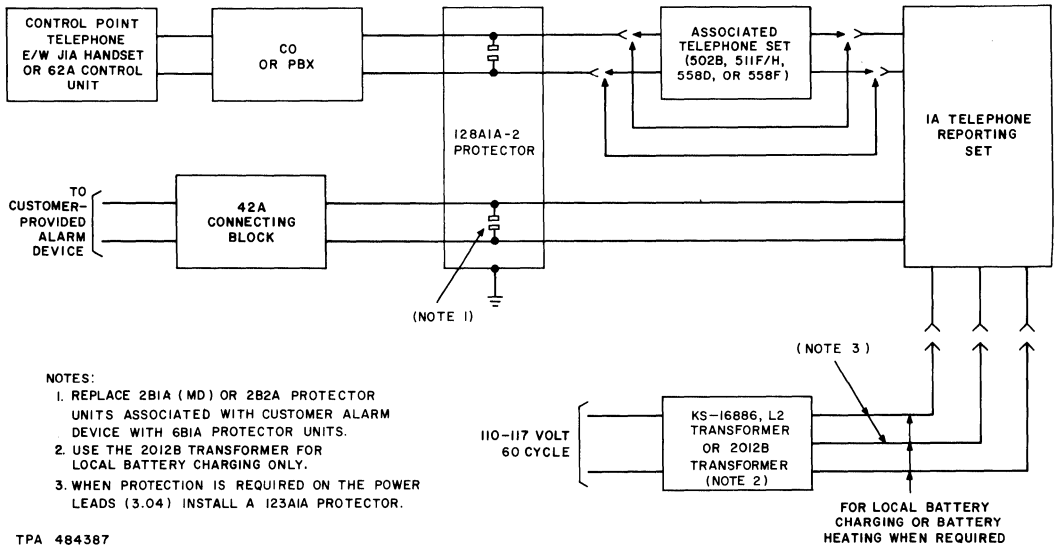 CONTROL POINT
TELEPHONE
E/W JIA HANDSET
OR 62A CONTROL
UNIT
CO
OR PBX
128A1A-2
PROTECTOR
ASSOCIATED
TELEPHONE SET
(502B, 511F/H,
558D, OR 558F)
1A TELEPHONE
REPORTING
SET
TO
CUSTOMER-
PROVIDED
ALARM
DEVICE
42A
CONNECTING
BLOCK
(NOTE 1)
(NOTE 3)
NOTES:
1. REPLACE 2B1A (MD) OR 2B2A PROTECTOR
UNITS ASSOCIATED WITH CUSTOMER ALARM
DEVICE WITH 6B1A PROTECTOR UNITS.
2. USE THE 2012B TRANSFORMER FOR
LOCAL BATTERY CHARGING ONLY.
3. WHEN PROTECTION IS REQUIRED ON THE POWER
LEADS (3.04) INSTALL A 123A1A PROTECTOR.
110-117 VOLT
60 CYCLE
KS-16886, L2
TRANSFORMER
OR 2012B
TRANSFORMER
(NOTE 2)
FOR LOCAL BATTERY
CHARGING OR BATTERY
HEATING WHEN REQUIRED
TPA 484387